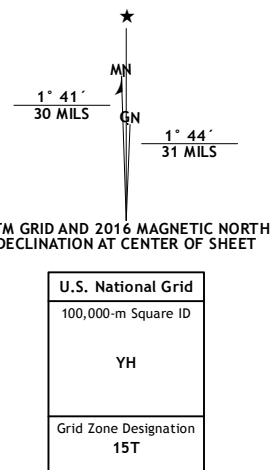 MN
1° 41´
30 MILS
GN
1° 44´
31 MILS
TM GRID AND 2016 MAGNETIC NORTH
DECLINATION AT CENTER OF SHEET
U.S. National Grid
100,000-m Square ID
YH
Grid Zone Designation
15T